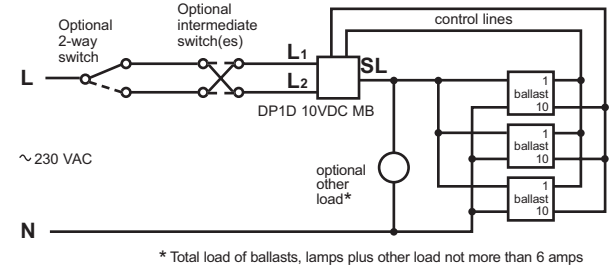 Optional
2-way
switch
Optional
intermediate
switch(es)
control lines
L
L1
L2
SL
DP1D 10VDC MB
1
ballast
10
1
ballast
10
1
ballast
10
~ 230 VAC
optional
other
load*
N
* Total load of ballasts, lamps plus other load not more than 6 amps